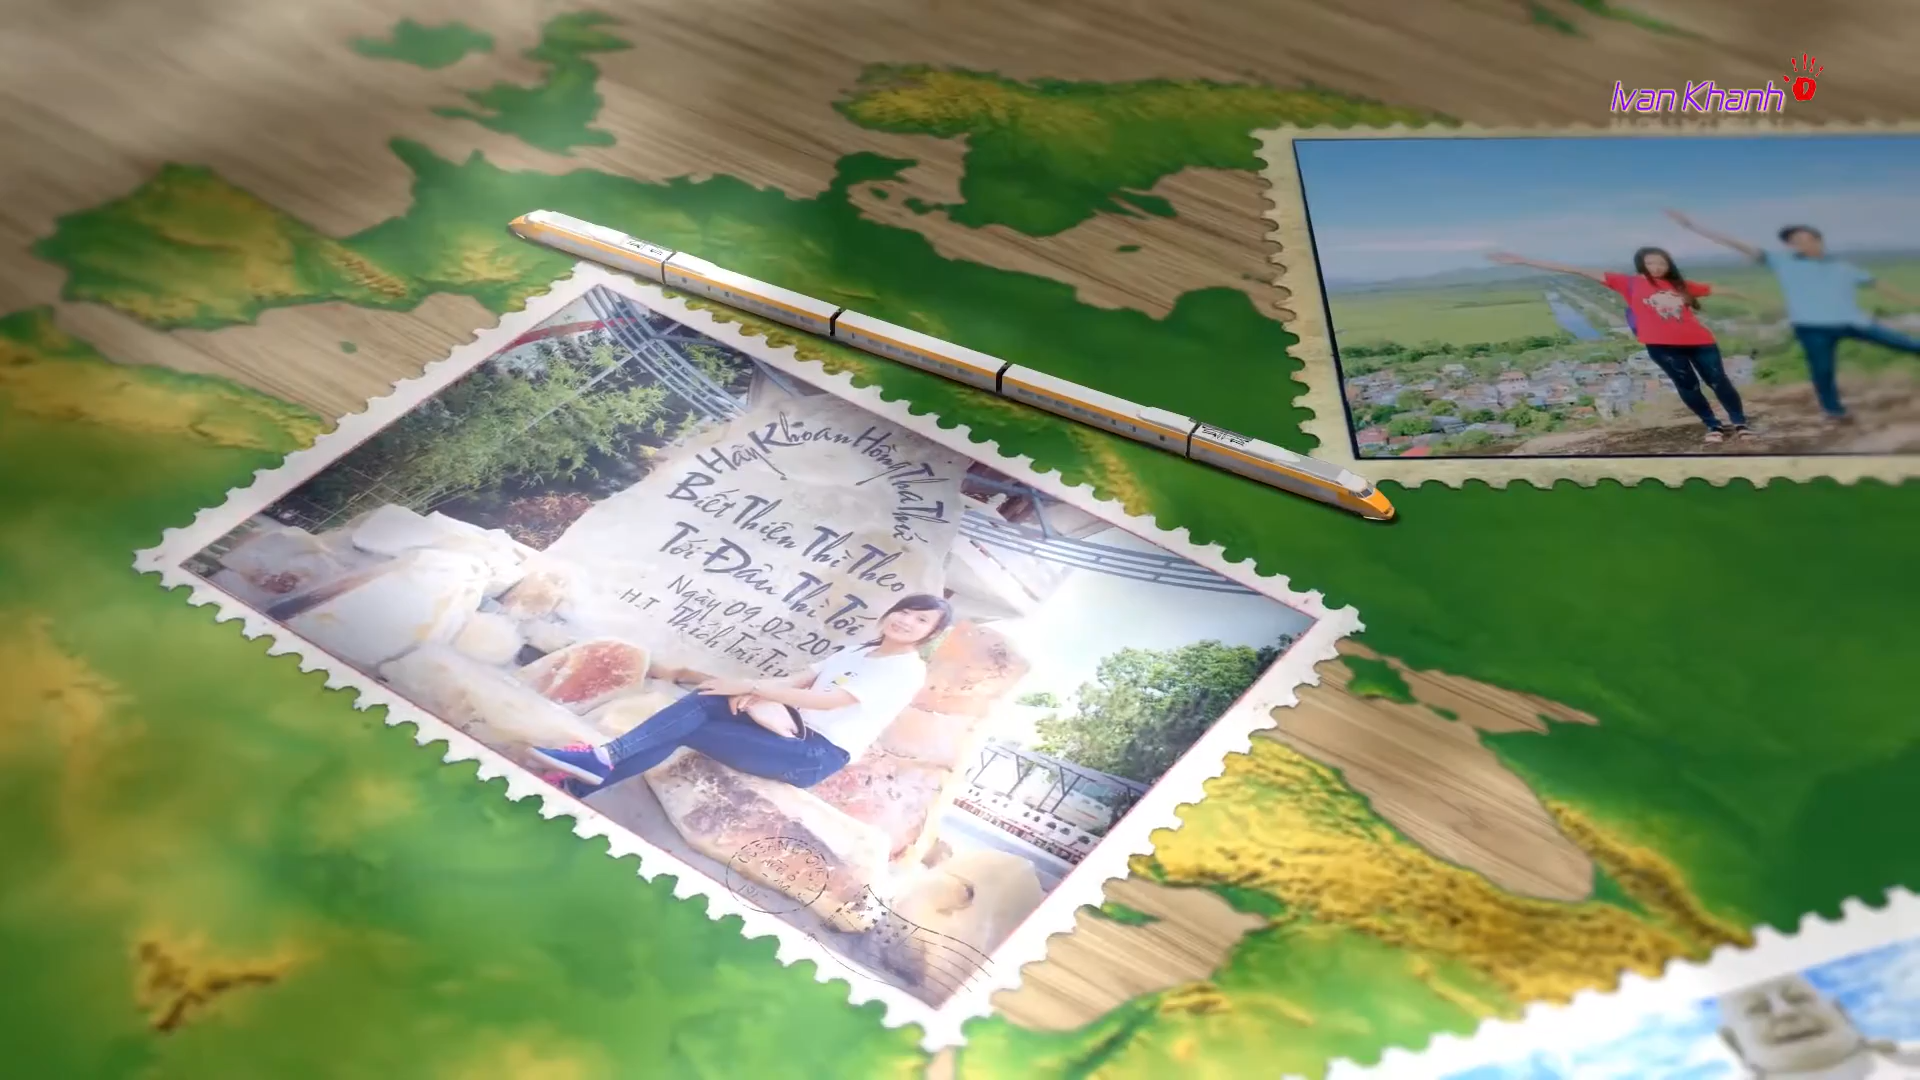 Ivan Khanh
Hãy Khoan Hồng Tha Thứ
Biết Thiện Thì Theo
Tới Đâu Thì Tới
Ngày 09.02.20
H.T Thích Trí Tị